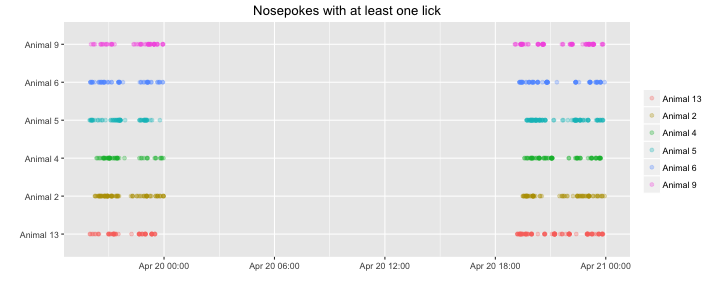 Nosepokes with at least one lick
Animal 9
Animal 6
Animal 5
Animal 4
Animal 2
Animal 13
Animal 13
Animal 2
Animal 4
Animal 5
Animal 6
Animal 9
Apr 20 00:00
Apr 20 06:00
Apr 20 12:00
Apr 20 18:00
Apr 21 00:00